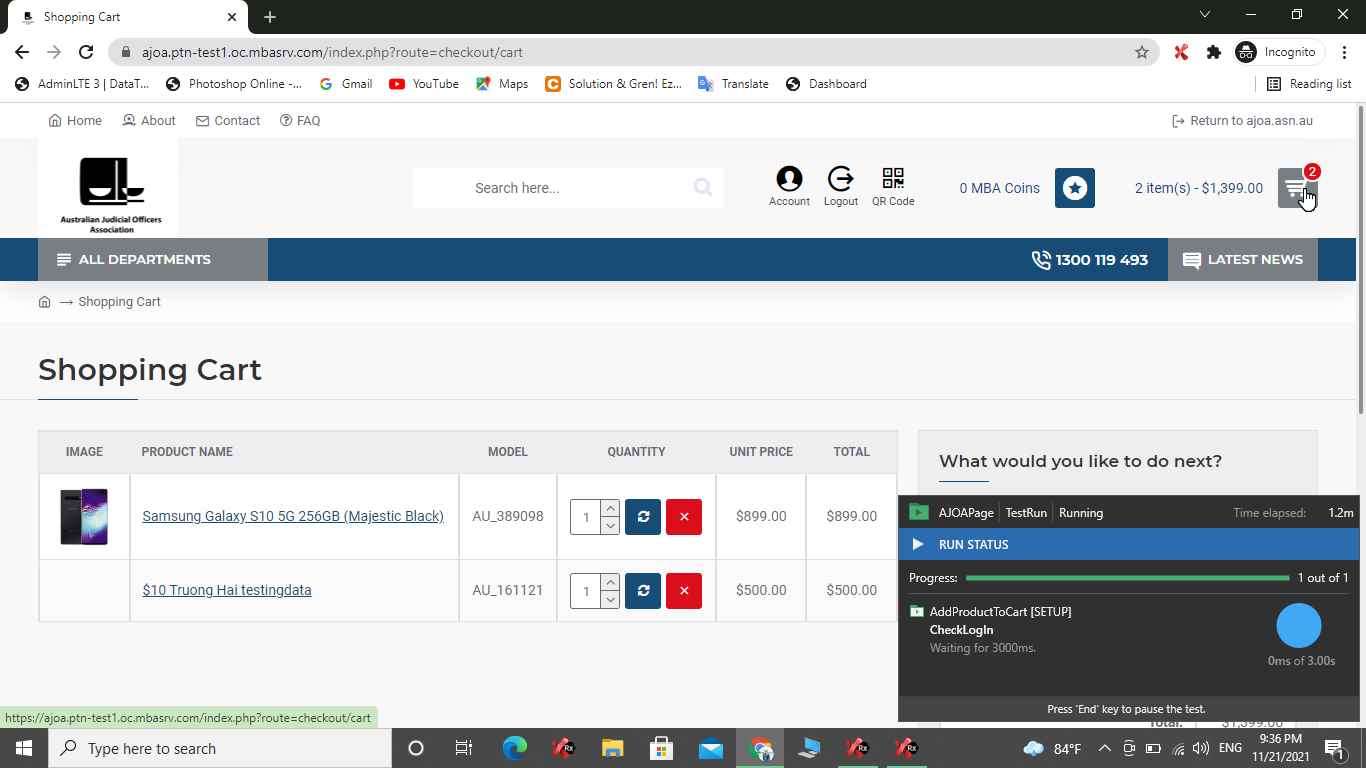 Shopping Cart
ajoa.ptn-test1.oc.mbasrv.com/index.php?route=checkout/cart
Incognito
AdminLTE 3 | DataT...
Photoshop Online -...
Gmail
YouTube
Maps
Solution & Gren! Ez...
Translate
Dashboard
Reading list
Home
About
Contact
FAQ
Return to ajoa.asn.au
Australian Judicial Officers
Association
Search here...
Account
Logout
QR Code
0 MBA Coins
2 item(s) - $1,399.00
2
ALL DEPARTMENTS
1300 119 493
LATEST NEWS
Shopping Cart
Shopping Cart
IMAGE PRODUCT NAME MODEL QUANTITY UNIT PRICE TOTAL
Samsung Galaxy S10 5G 256GB (Majestic Black) AU_389098 1 $899.00 $899.00
$10 Truong Hai testingdata AU_161121 1 $500.00 $500.00
What would you like to do next?
AJOAPage TestRun Running Time elapsed: 1.2m
RUN STATUS
Progress: 1 out of 1
AddProductToCart [SETUP]
CheckLogIn
Waiting for 3000ms.
0ms of 3.00s
Press 'End' key to pause the test.
Total: $1,399.00
https://ajoa.ptn-test1.oc.mbasrv.com/index.php?route=checkout/cart
Type here to search
Rx
Rx
Rx
84°F
ENG
9:36 PM
11/21/2021
1